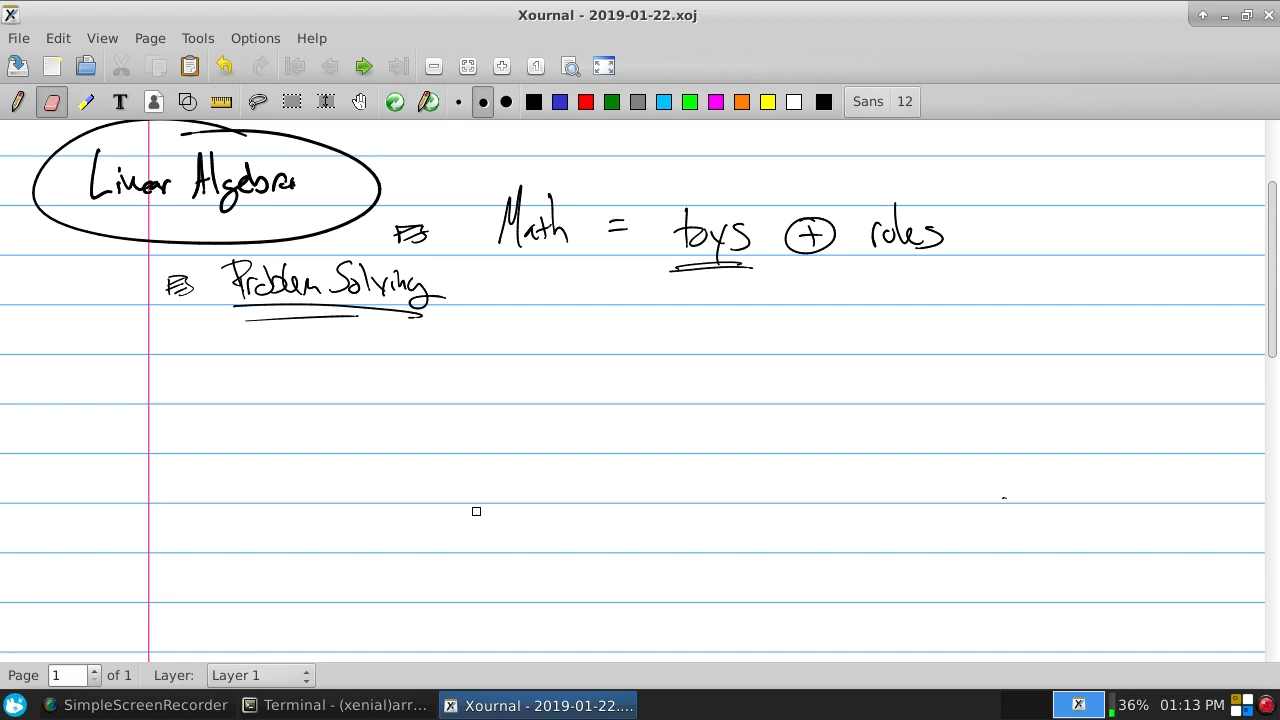 Xournal - 2019-01-22.xoj
File Edit View Page Tools Options Help
Sans 12
Linear Algebra
Math = toys + rules
Problem Solving
Page 1 of 1 Layer: Layer 1
SimpleScreenRecorder Terminal - (xenial)arr... Xournal - 2019-01-22.... 36% 01:13 PM